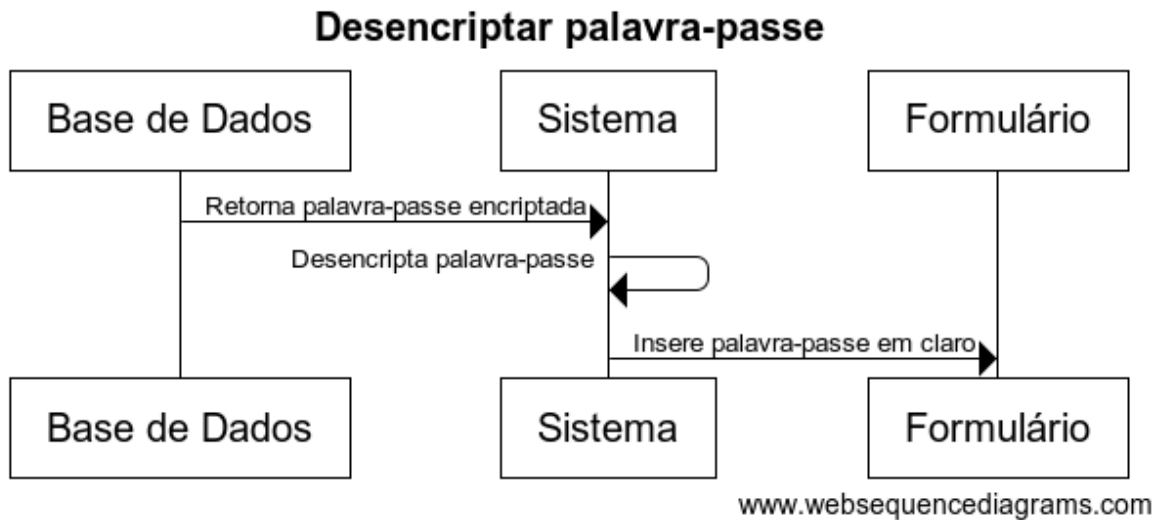 Desencriptar palavra-passe
Base de Dados
Sistema
Formulário
Retorna palavra-passe encriptada
Desencripta palavra-passe
Insere palavra-passe em claro
Base de Dados
Sistema
Formulário
www.websequencediagrams.com